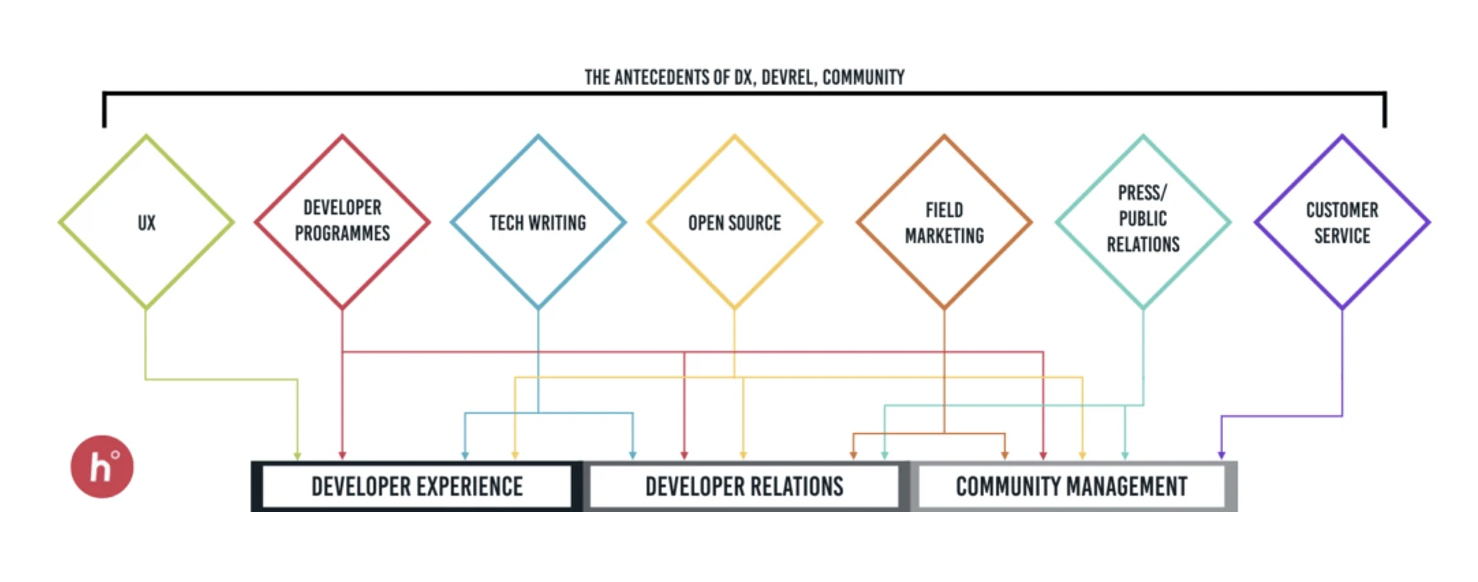 THE ANTECEDENTS OF DX, DEVREL, COMMUNITY
UX
DEVELOPER
PROGRAMMES
TECH WRITING
OPEN SOURCE
FIELD
MARKETING
PRESS/
PUBLIC
RELATIONS
CUSTOMER
SERVICE
h°
DEVELOPER EXPERIENCE
DEVELOPER RELATIONS
COMMUNITY MANAGEMENT